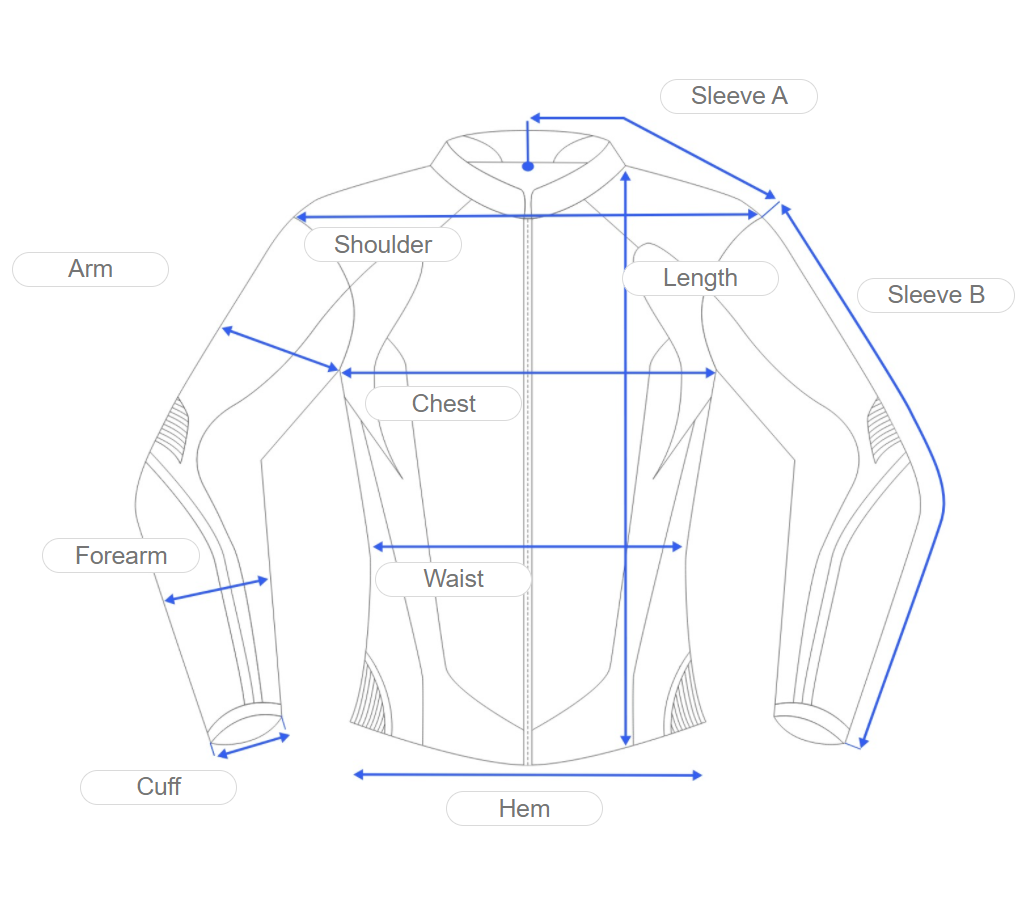 Sleeve A
Shoulder
Arm
Length
Sleeve B
Chest
Forearm
Waist
Cuff
Hem